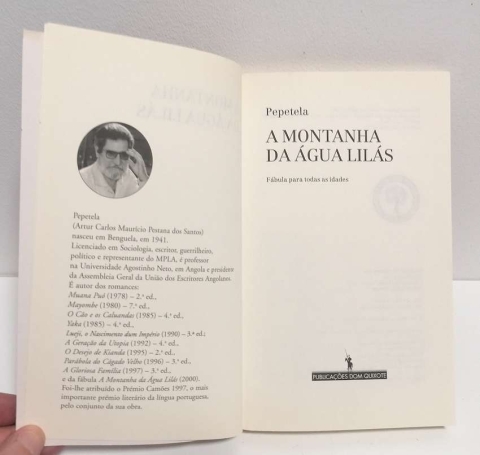 Pepetela
(Artur Carlos Maurício Pestana dos Santos)
nasceu em Benguela, em 1941.
Licenciado em Sociologia, escritor, guerrilheiro,
político e representante do MPLA, é professor
na Universidade Agostinho Neto, em Angola e presidente
da Assembleia Geral da União dos Escritores Angolanos.
É autor dos romances:
Muana Puó (1978) – 2.ª ed.,
Mayombe (1980) – 7.ª ed.,
O Cão e os Caluandas (1985) – 4.ª ed.,
Yaka (1985) – 4.ª ed.,
Lueji, o Nascimento dum Império (1990) – 3.ª ed.;
A Geração da Utopia (1992) – 4.ª ed.,
O Desejo de Kianda (1995) – 2.ª ed.,
Parábola do Cágado Velho (1996) – 3.ª ed.,
A Gloriosa Família (1997) – 3.ª ed.,
e da fábula A Montanha da Água Lilás (2000).
Foi-lhe atribuído o Prémio Camões 1997, o mais
importante prémio literário da língua portuguesa,
pelo conjunto da sua obra.
Pepetela
A MONTANHA
DA ÁGUA LILÁS
Fábula para todas as idades
PUBLICAÇÕES DOM QUIXOTE